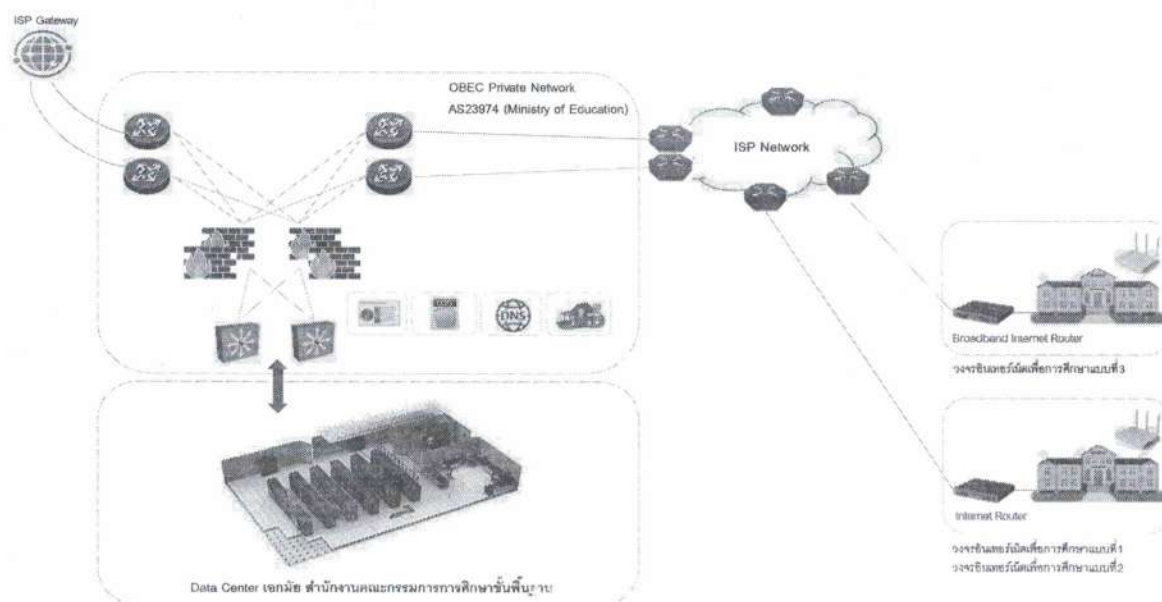 ISP Gateway
OBEC Private Network
AS23974 (Ministry of Education)
ISP Network
DNS
Broadband Internet Router
วงจรอินเทอร์เน็ตเพื่อการศึกษาแบบที่3
Internet Router
วงจรอินเทอร์เน็ตเพื่อการศึกษาแบบที่1
วงจรอินเทอร์เน็ตเพื่อการศึกษาแบบที่2
Data Center เอกมัย สำนักงานคณะกรรมการการศึกษาขั้นพื้นฐาน